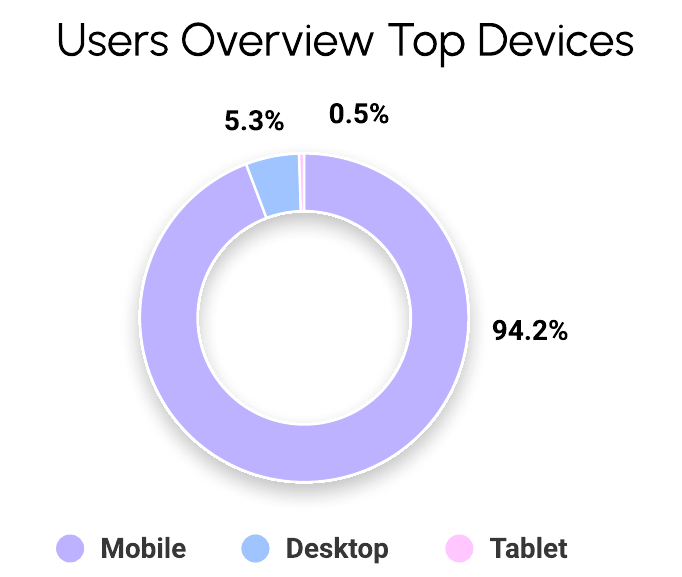 Users Overview Top Devices
5.3%
0.5%
94.2%
Mobile
Desktop
Tablet